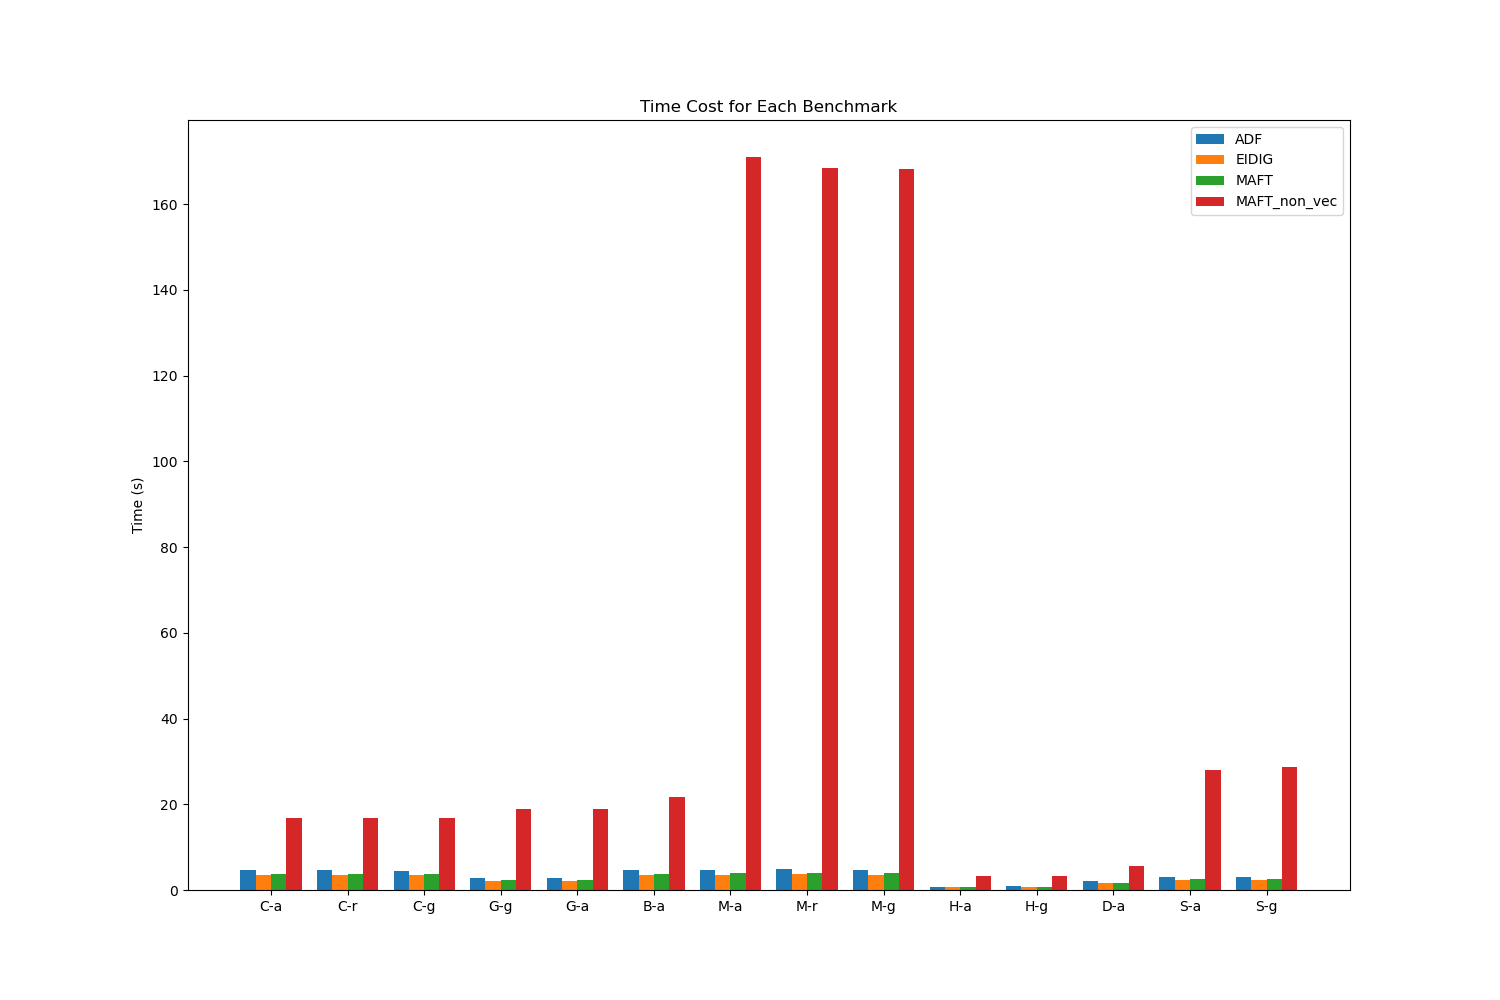 Time Cost for Each Benchmark
ADF
EIDIG
MAFT
MAFT_non_vec
Time (s)
160
140
120
100
80
60
40
20
0
C-a C-r C-g G-g G-a B-a M-a M-r M-g H-a H-g D-a S-a S-g